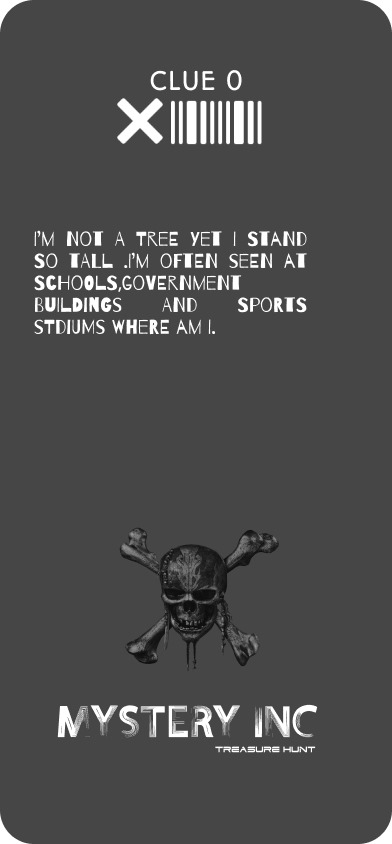 CLUE 0
I'M NOT A TREE YET I STAND
SO TALL .I'M OFTEN SEEN AT
SCHOOLS,GOVERNMENT
BUILDINGS AND SPORTS
STDIUMS WHERE AM I.
MYSTERY INC
TREASURE HUNT